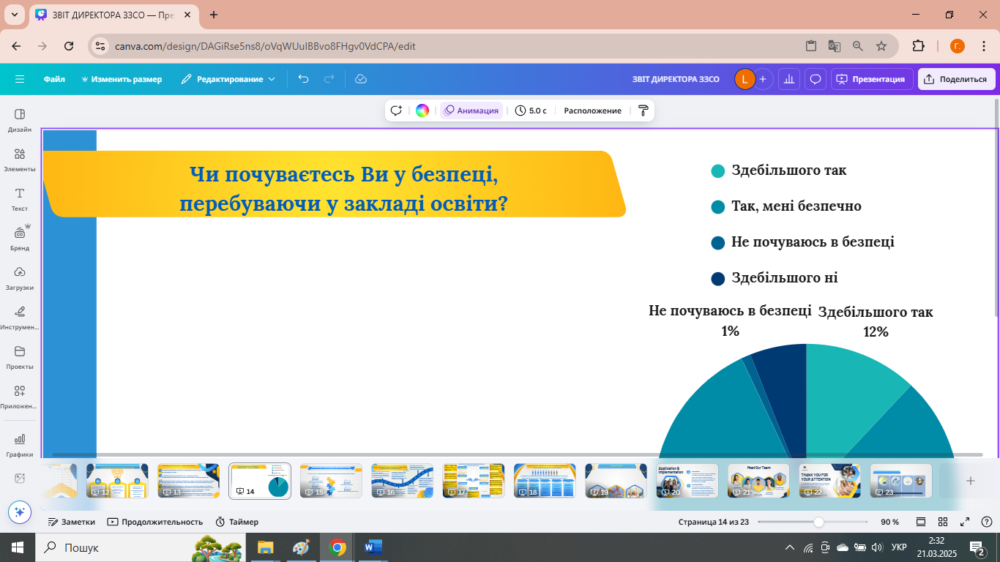 ЗВІТ ДИРЕКТОРА ЗЗСО — Пре
canva.com/design/DAGiRse5ns8/oVqWUuIBBvo8FHgv0VdCPA/edit
Г.
Файл
Изменить размер
Редактирование
ЗВІТ ДИРЕКТОРА ЗЗСО
L
Презентация
Поделиться
Анимация
5.0 с
Расположение
Дизайн
Элементы
Текст
Бренд
Загрузки
Инструмен...
Проекты
Приложен...
Графики
Чи почуваєтесь Ви у безпеці,
перебуваючи у закладі освіти?
Здебільшого так
Так, мені безпечно
Не почуваюсь в безпеці
Здебільшого ні
Не почуваюсь в безпеці
1%
Здебільшого так
12%
12
13
14
15
16
17
18
19
Application &
Implementation
20
Meet Our Team
21
THANK YOU FOR
YOUR ATTENTION
22
23
Заметки
Продолжительность
Таймер
Страница 14 из 23
90 %
Пошук
УКР
2:32
21.03.2025
2